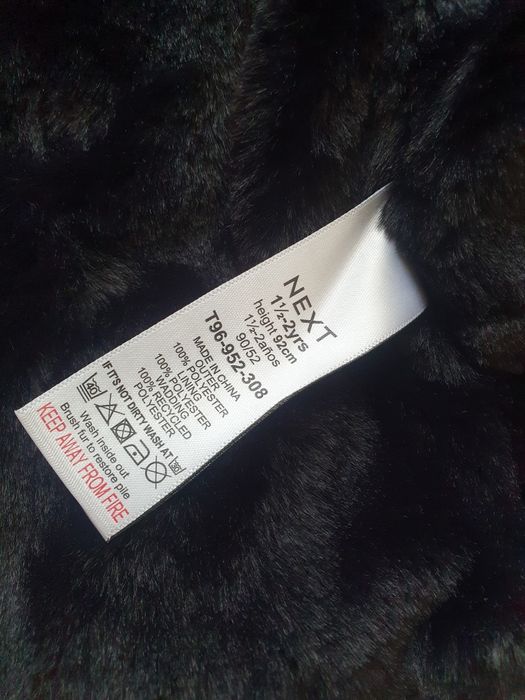 NEXT
1½-2yrs
height 92cm
1½-2años
90/52
T96-952-308
MADE IN CHINA
OUTER
100% POLYESTER
LINING
100% POLYESTER
WADDING
100% RECYCLED
POLYESTER
IF IT'S NOT DIRTY WASH AT 30
40
Wash inside out
Brush fur to restore pile
KEEP AWAY FROM FIRE